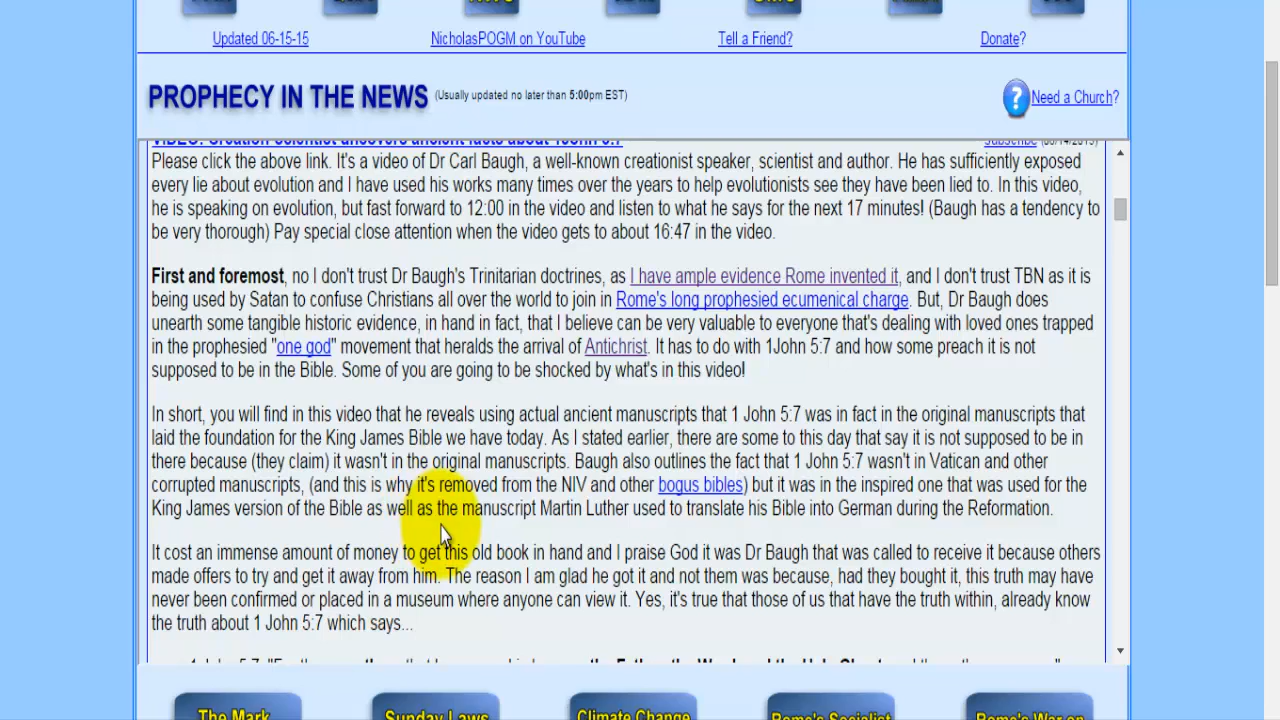 Updated 06-15-15 NicholasPOGM on YouTube Tell a Friend? Donate?
PROPHECY IN THE NEWS (Usually updated no later than 5:00pm EST) Need a Church?
VIDEO: Creation scientist uncovers ancient facts about 1John 5:7 Subscribe (06/14/2015)
Please click the above link. It's a video of Dr Carl Baugh, a well-known creationist speaker, scientist and author. He has sufficiently exposed
every lie about evolution and I have used his works many times over the years to help evolutionists see they have been lied to. In this video,
he is speaking on evolution, but fast forward to 12:00 in the video and listen to what he says for the next 17 minutes! (Baugh has a tendency to
be very thorough) Pay special close attention when the video gets to about 16:47 in the video.
First and foremost, no I don't trust Dr Baugh's Trinitarian doctrines, as I have ample evidence Rome invented it, and I don't trust TBN as it is
being used by Satan to confuse Christians all over the world to join in Rome's long prophesied ecumenical charge. But, Dr Baugh does
unearth some tangible historic evidence, in hand in fact, that I believe can be very valuable to everyone that's dealing with loved ones trapped
in the prophesied "one god" movement that heralds the arrival of Antichrist. It has to do with 1John 5:7 and how some preach it is not
supposed to be in the Bible. Some of you are going to be shocked by what's in this video!
In short, you will find in this video that he reveals using actual ancient manuscripts that 1 John 5:7 was in fact in the original manuscripts that
laid the foundation for the King James Bible we have today. As I stated earlier, there are some to this day that say it is not supposed to be in
there because (they claim) it wasn't in the original manuscripts. Baugh also outlines the fact that 1 John 5:7 wasn't in Vatican and other
corrupted manuscripts, (and this is why it's removed from the NIV and other bogus bibles) but it was in the inspired one that was used for the
King James version of the Bible as well as the manuscript Martin Luther used to translate his Bible into German during the Reformation.
It cost an immense amount of money to get this old book in hand and I praise God it was Dr Baugh that was called to receive it because others
made offers to try and get it away from him. The reason I am glad he got it and not them was because, had they bought it, this truth may have
never been confirmed or placed in a museum where anyone can view it. Yes, it's true that those of us that have the truth within, already know
the truth about 1 John 5:7 which says...
The Mark Sunday Laws Climate Change Rome's Socialist Rome's War on